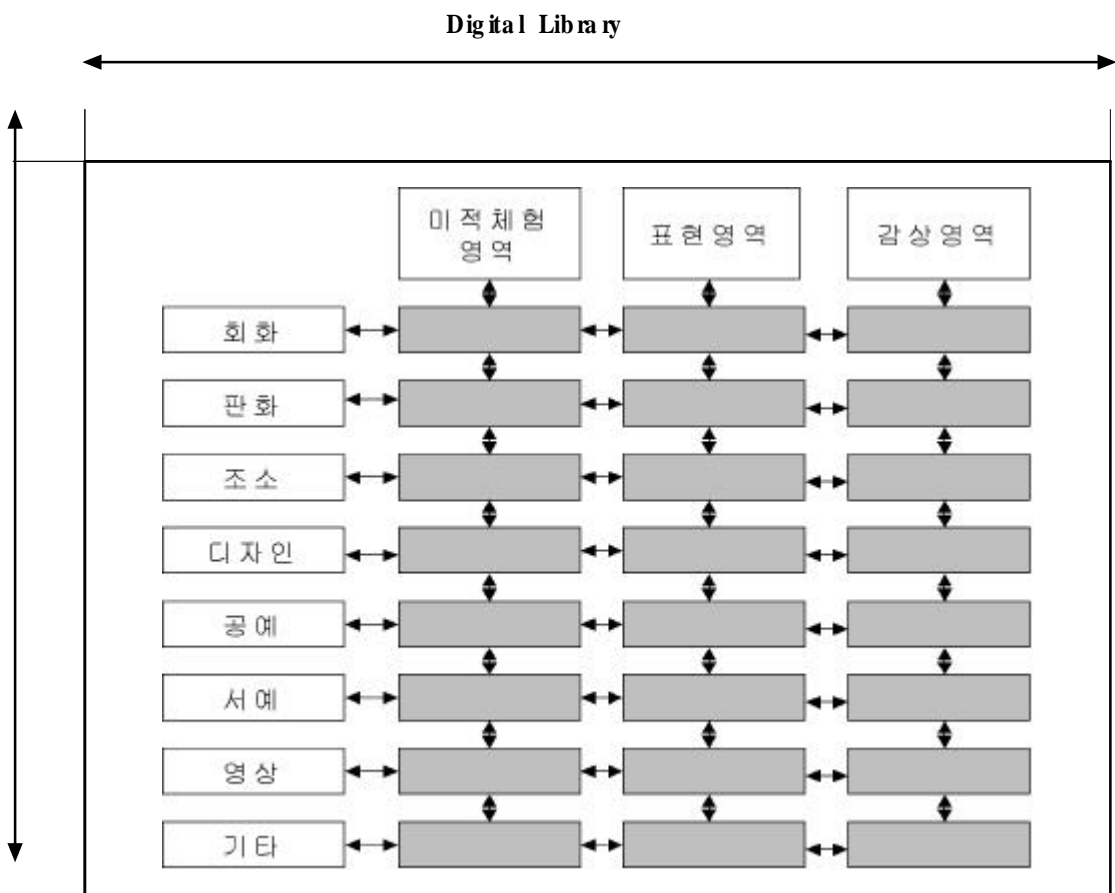 Digital Library
미적체험
영역
표현영역
감상영역
회화
판화
조소
디자인
공예
서예
영상
기타